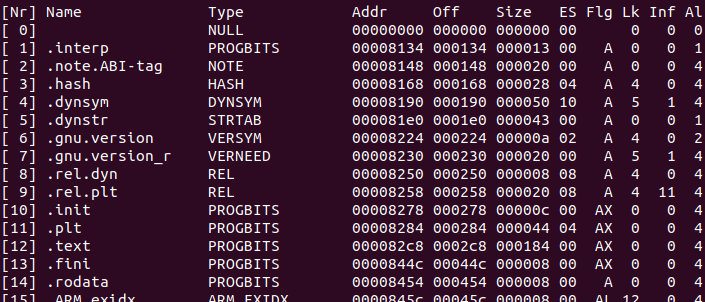 [Nr] Name Type Addr Off Size ES Flg Lk Inf Al
[ 0] NULL 00000000 000000 000000 00 0 0 0
[ 1] .interp PROGBITS 00008134 000134 000013 00 A 0 0 1
[ 2] .note.ABI-tag NOTE 00008148 000148 000020 00 A 0 0 4
[ 3] .hash HASH 00008168 000168 000028 04 A 4 0 4
[ 4] .dynsym DYNSYM 00008190 000190 000050 10 A 5 1 4
[ 5] .dynstr STRTAB 000081e0 0001e0 000043 00 A 0 0 1
[ 6] .gnu.version VERSYM 00008224 000224 00000a 02 A 4 0 2
[ 7] .gnu.version_r VERNEED 00008230 000230 000020 00 A 5 1 4
[ 8] .rel.dyn REL 00008250 000250 000008 08 A 4 0 4
[ 9] .rel.plt REL 00008258 000258 000020 08 A 4 11 4
[10] .init PROGBITS 00008278 000278 00000c 00 AX 0 0 4
[11] .plt PROGBITS 00008284 000284 000044 04 AX 0 0 4
[12] .text PROGBITS 000082c8 0002c8 000184 00 AX 0 0 4
[13] .fini PROGBITS 0000844c 00044c 000008 00 AX 0 0 4
[14] .rodata PROGBITS 00008454 000454 000008 00 A 0 0 4
[15] .ARM.exidx ARM_EXIDX 0000845c 00045c 000008 00 AL 12 0 4